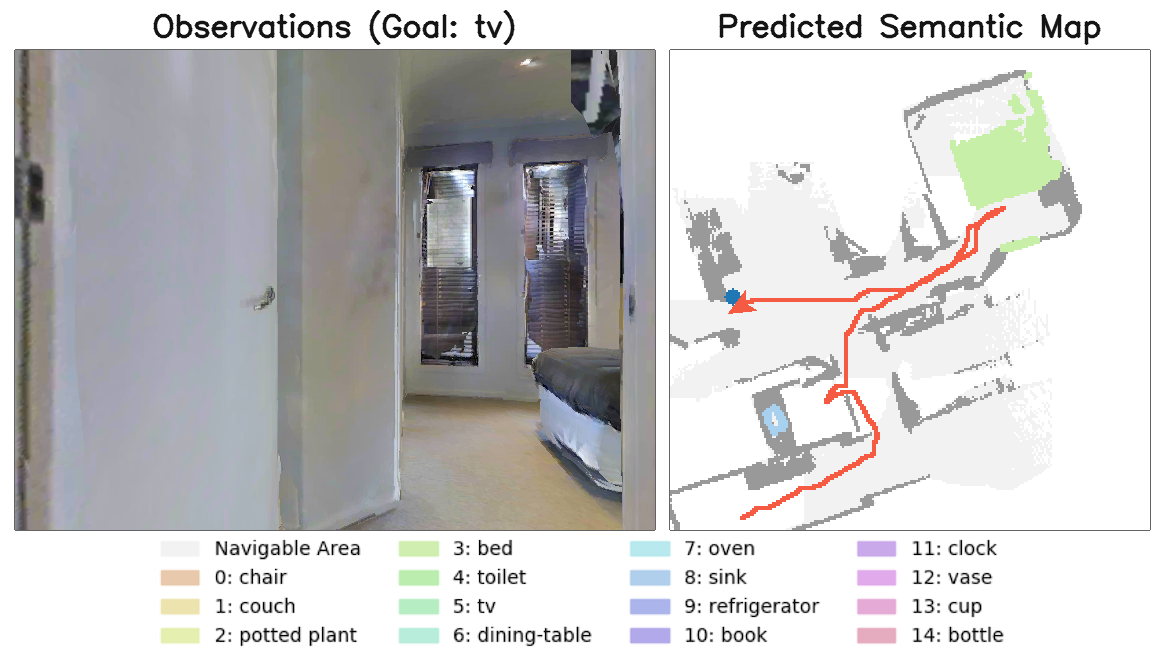 Observations (Goal: tv)
Predicted Semantic Map
Navigable Area
0: chair
1: couch
2: potted plant
3: bed
4: toilet
5: tv
6: dining-table
7: oven
8: sink
9: refrigerator
10: book
11: clock
12: vase
13: cup
14: bottle